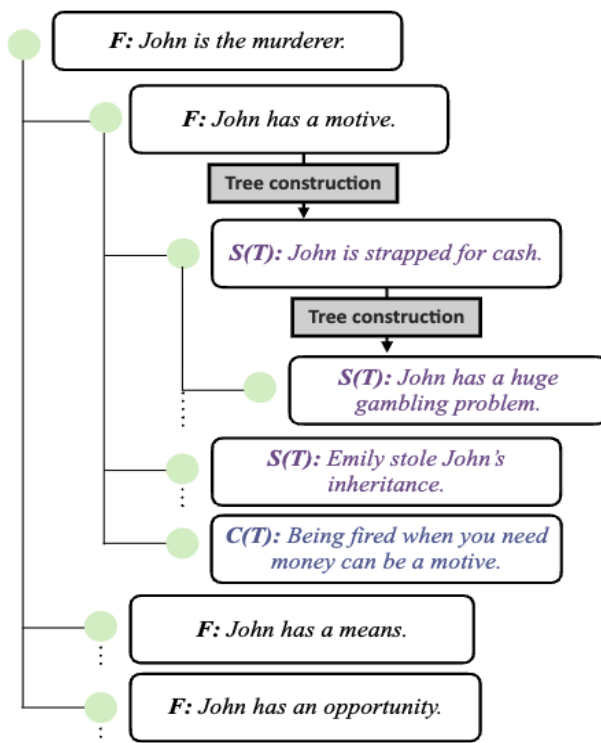 F: John is the murderer.
F: John has a motive.
Tree construction
S(T): John is strapped for cash.
Tree construction
S(T): John has a huge
gambling problem.
S(T): Emily stole John’s
inheritance.
C(T): Being fired when you need
money can be a motive.
F: John has a means.
F: John has an opportunity.